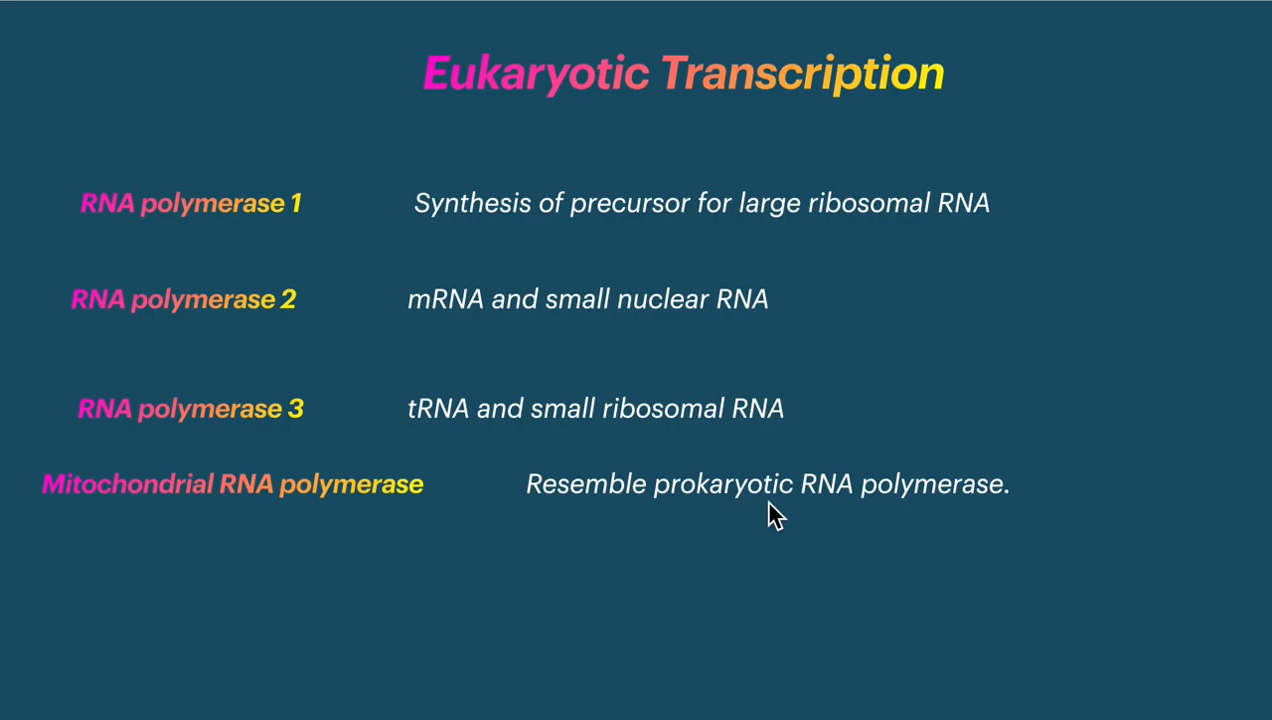 Eukaryotic Transcription
RNA polymerase 1 Synthesis of precursor for large ribosomal RNA
RNA polymerase 2 mRNA and small nuclear RNA
RNA polymerase 3 tRNA and small ribosomal RNA
Mitochondrial RNA polymerase Resemble prokaryotic RNA polymerase.